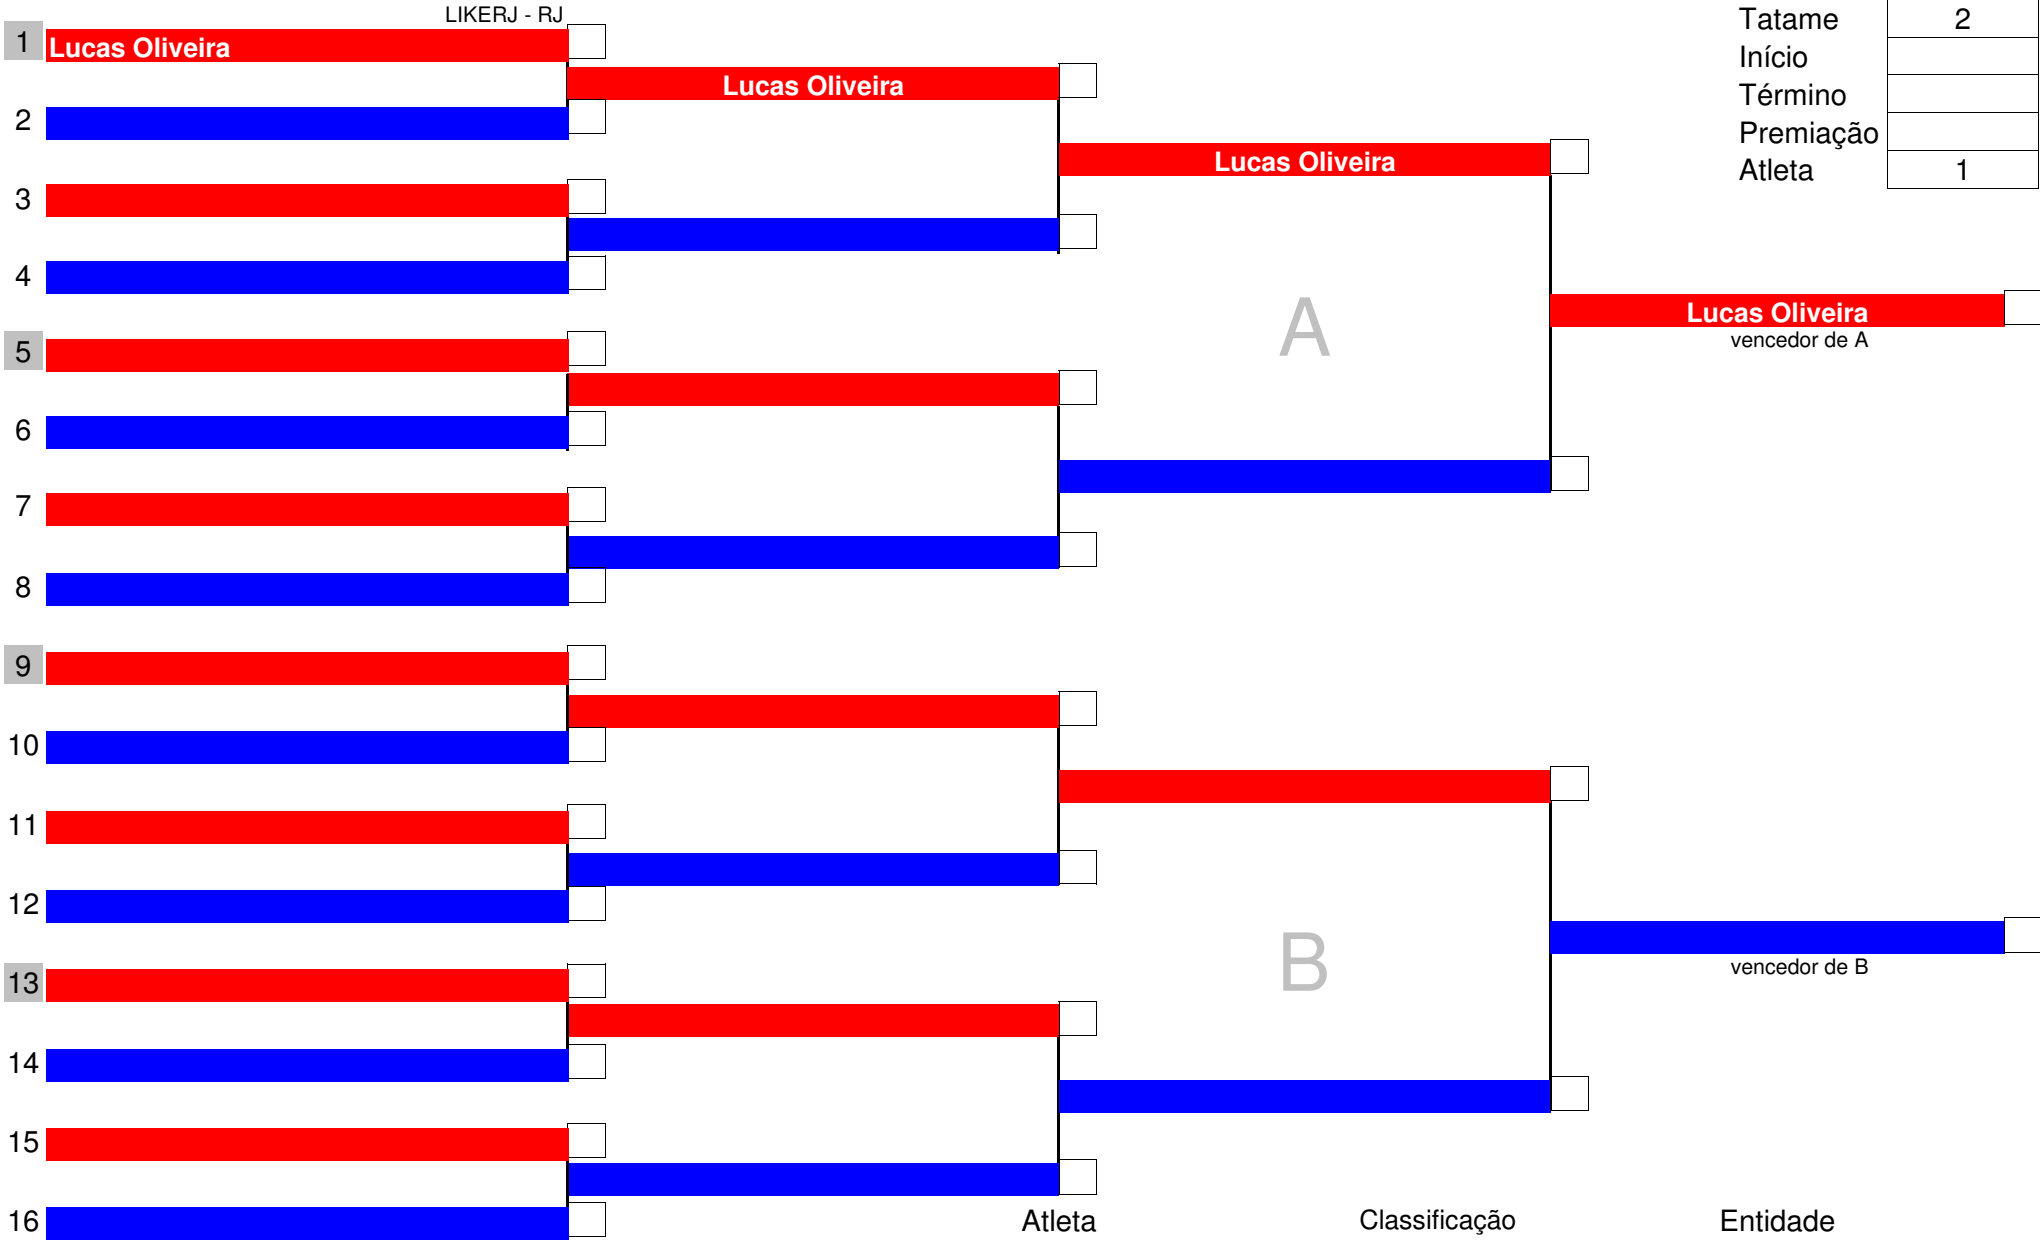 LIKERJ - RJ
1 Lucas Oliveira
Tatame 2
Início
Lucas Oliveira
Término
2
Premiação
Lucas Oliveira
Atleta 1
3
4
A
Lucas Oliveira
vencedor de A
5
6
7
8
9
10
11
12
B
vencedor de B
13
14
15
16
Atleta Classificação Entidade